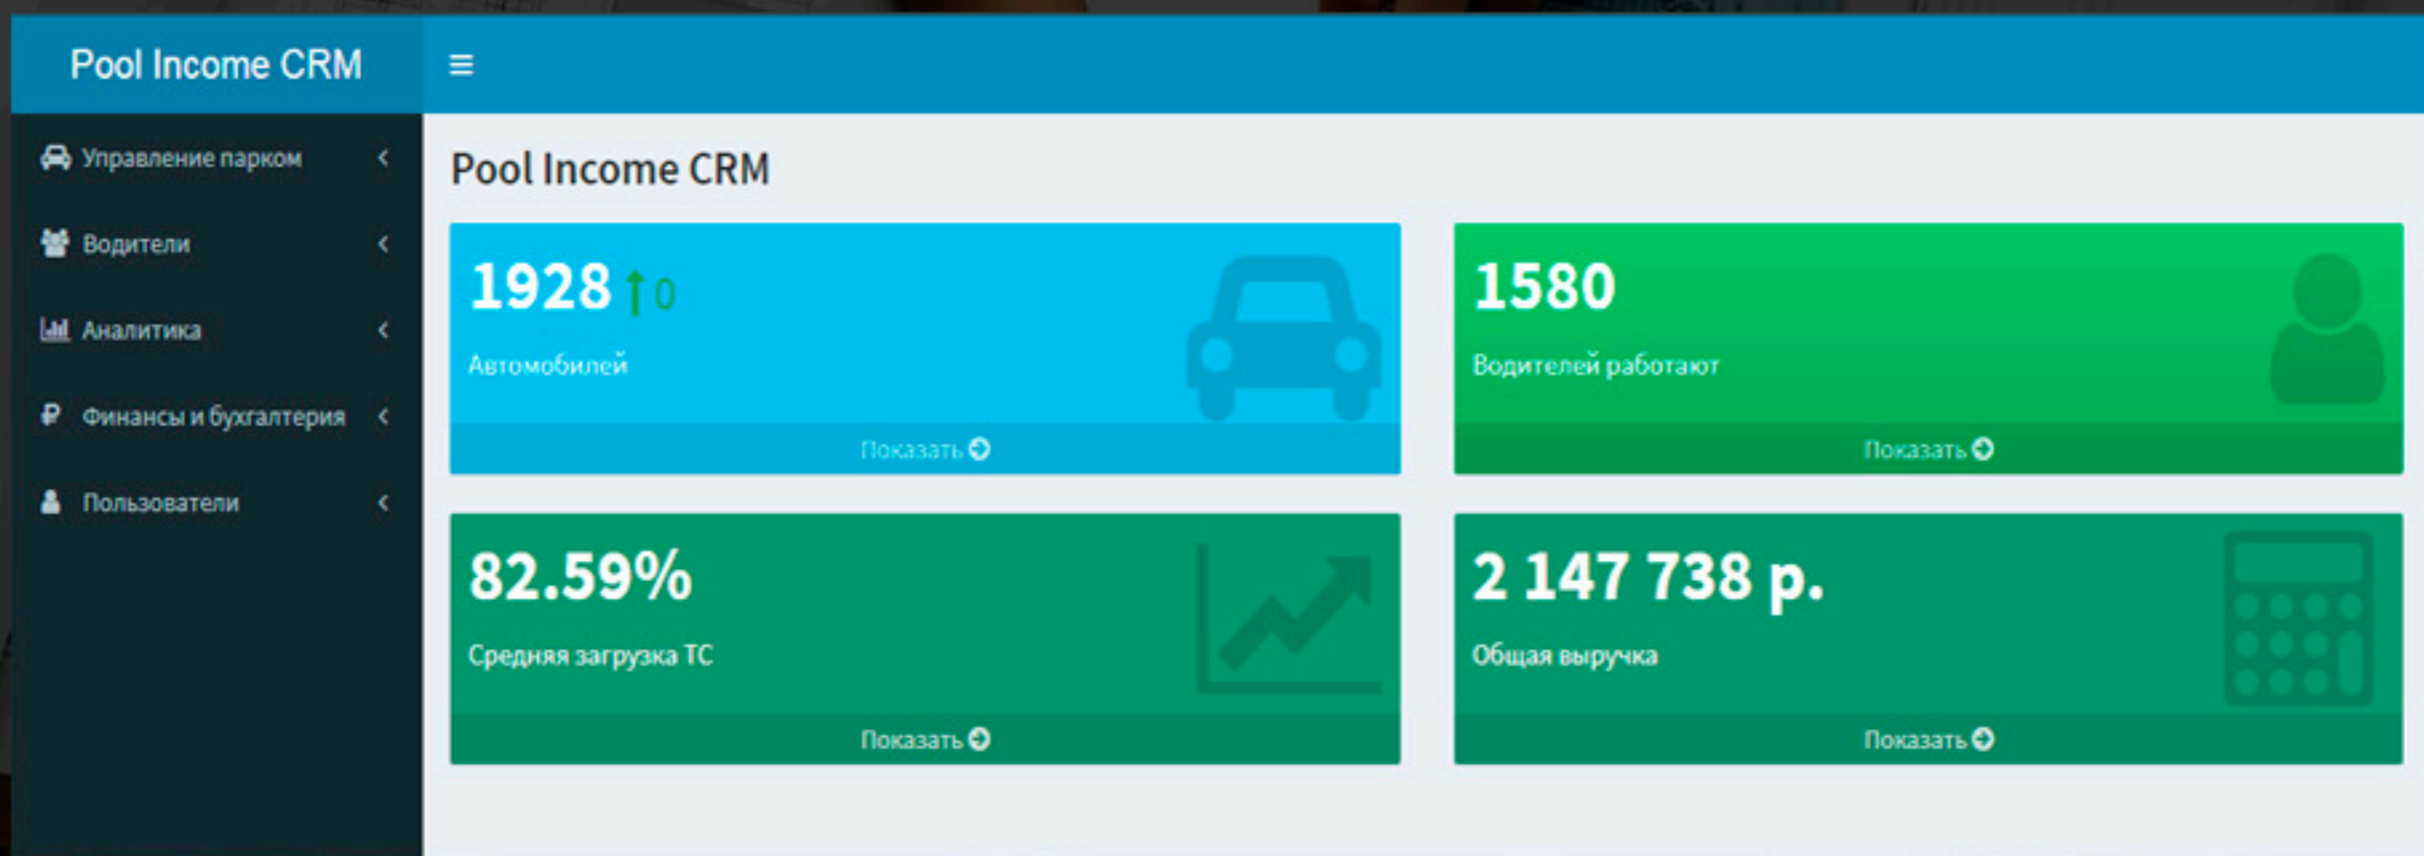 Pool Income CRM
Управление парком
Водители
Аналитика
Финансы и бухгалтерия
Пользователи
Pool Income CRM
1928 ↑ 0
Автомобилей
Показать
1580
Водителей работают
Показать
82.59%
Средняя загрузка ТС
Показать
2 147 738 р.
Общая выручка
Показать